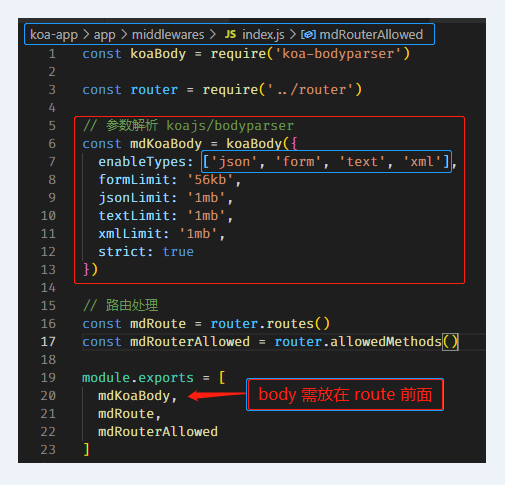 koa-app > app > middlewares > JS index.js > mdRouterAllowed
1 const koaBody = require('koa-bodyparser')
2
3 const router = require('../router')
4
5 // 参数解析 koajs/bodyparser
6 const mdKoaBody = koaBody({
7   enableTypes: ['json', 'form', 'text', 'xml'],
8   formLimit: '56kb',
9   jsonLimit: '1mb',
10   textLimit: '1mb',
11   xmlLimit: '1mb',
12   strict: true
13 })
14
15 // 路由处理
16 const mdRoute = router.routes()
17 const mdRouterAllowed = router.allowedMethods()
18
19 module.exports = [
20   mdKoaBody, body 需放在 route 前面
21   mdRoute,
22   mdRouterAllowed
23 ]